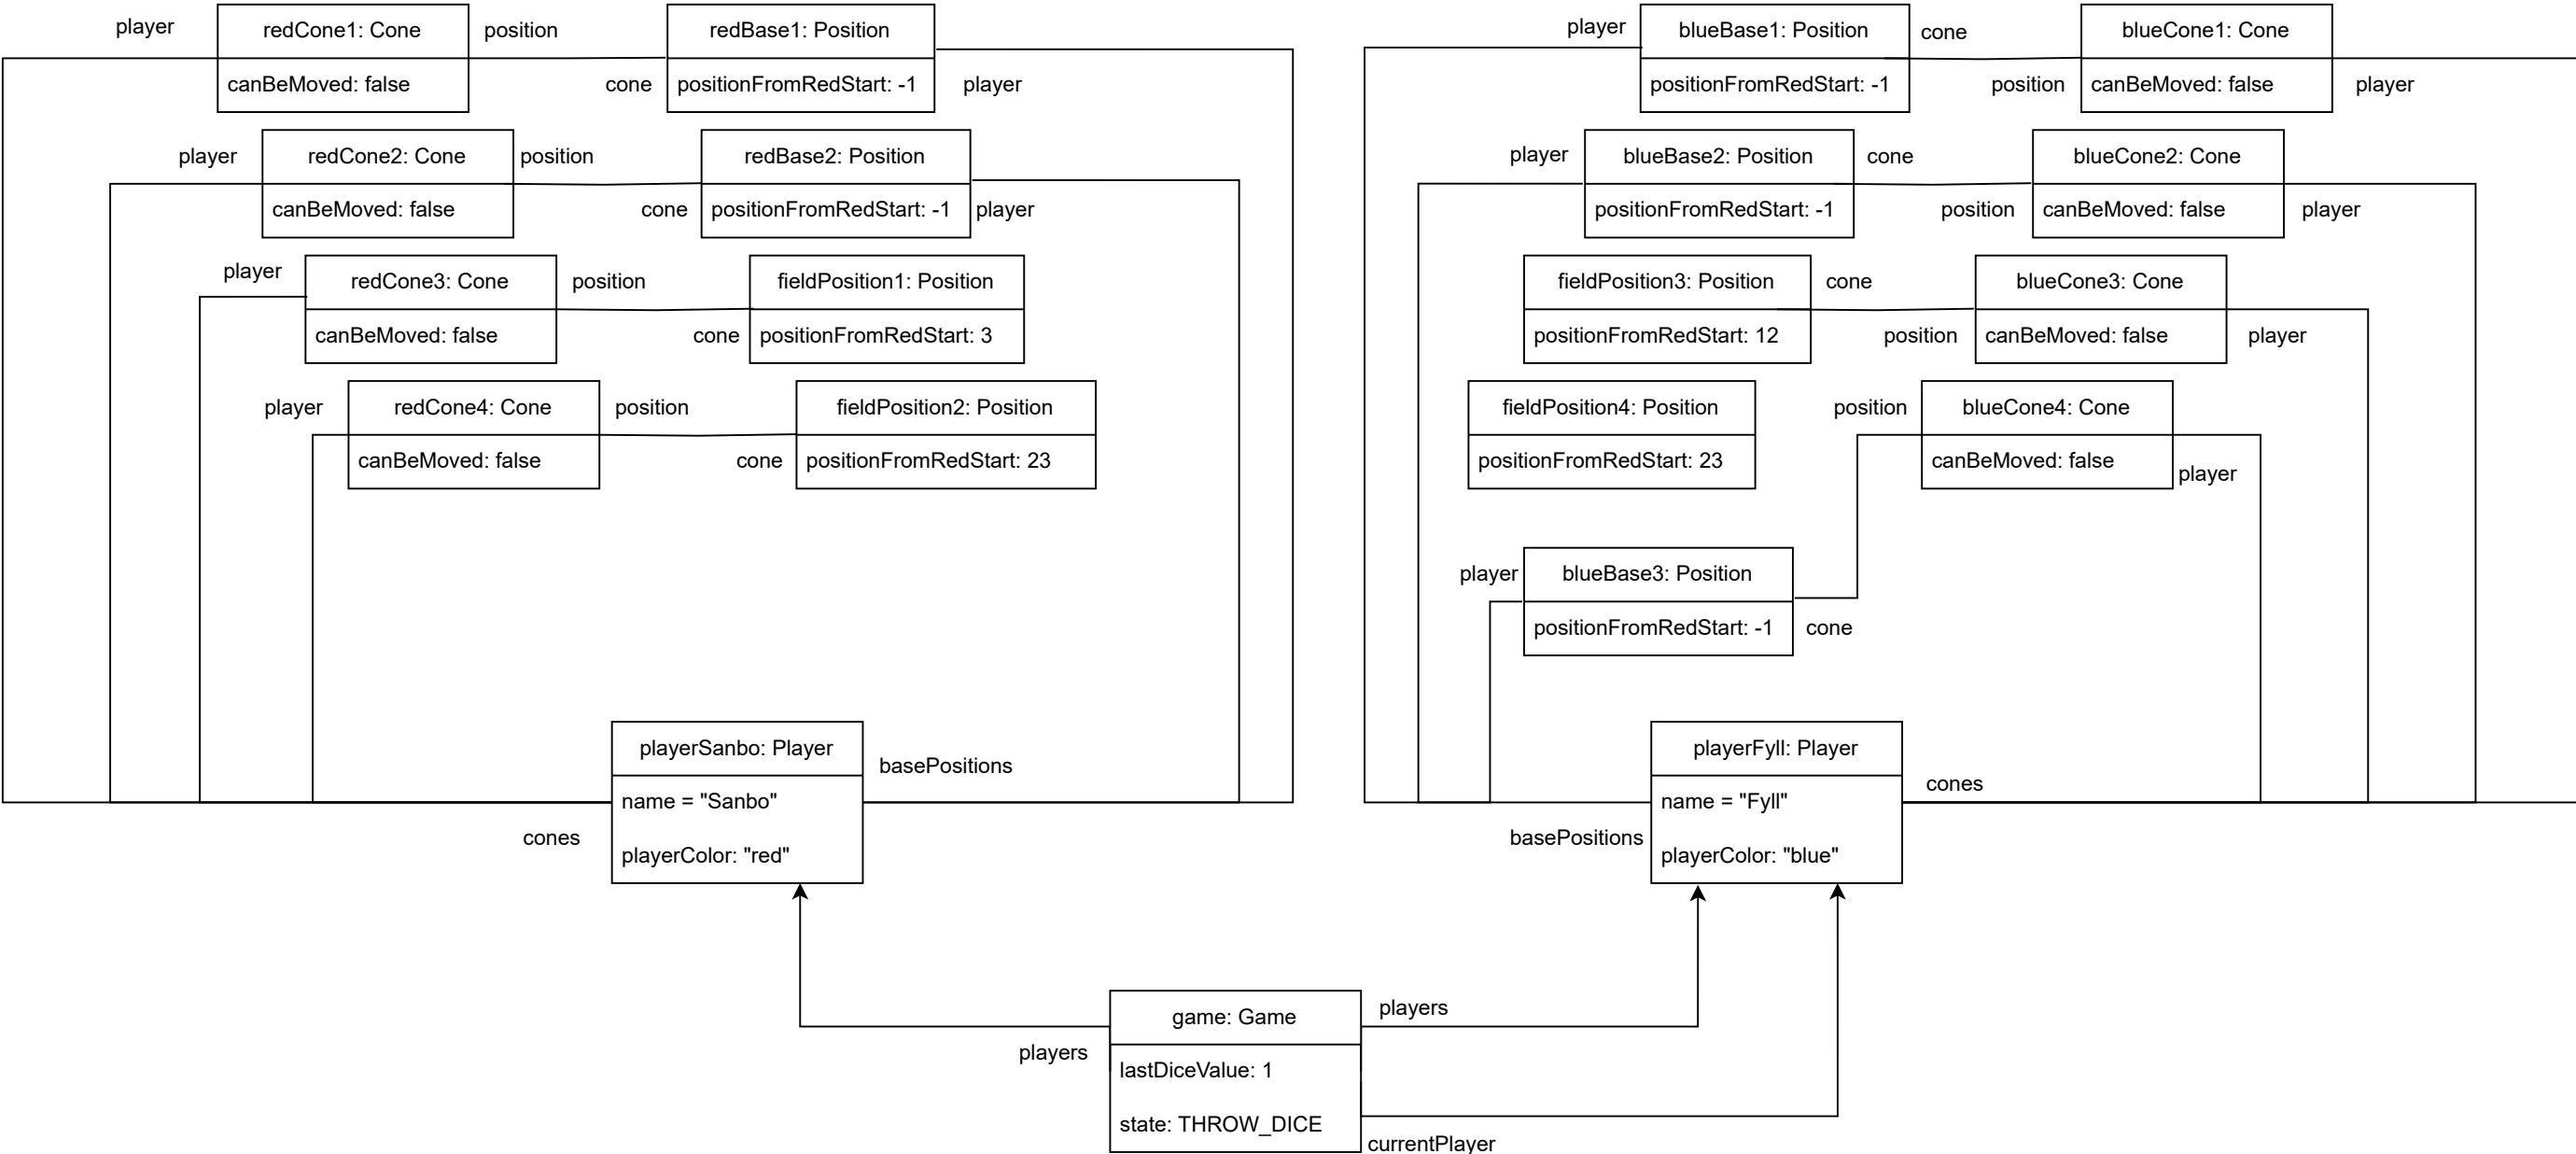 player
redCone1: Cone
position
redBase1: Position
canBeMoved: false
cone
positionFromRedStart: -1
player
player
redCone2: Cone
position
redBase2: Position
canBeMoved: false
cone
positionFromRedStart: -1
player
player
redCone3: Cone
position
fieldPosition1: Position
canBeMoved: false
cone
positionFromRedStart: 3
player
redCone4: Cone
position
fieldPosition2: Position
canBeMoved: false
cone
positionFromRedStart: 23
playerSanbo: Player
basePositions
name = "Sanbo"
cones
playerColor: "red"
player
blueBase1: Position
cone
blueCone1: Cone
positionFromRedStart: -1
position
canBeMoved: false
player
player
blueBase2: Position
cone
blueCone2: Cone
positionFromRedStart: -1
position
canBeMoved: false
player
fieldPosition3: Position
cone
blueCone3: Cone
positionFromRedStart: 12
position
canBeMoved: false
player
fieldPosition4: Position
position
blueCone4: Cone
positionFromRedStart: 23
canBeMoved: false
player
player
blueBase3: Position
positionFromRedStart: -1
cone
playerFyll: Player
cones
name = "Fyll"
basePositions
playerColor: "blue"
game: Game
players
players
lastDiceValue: 1
state: THROW_DICE
currentPlayer